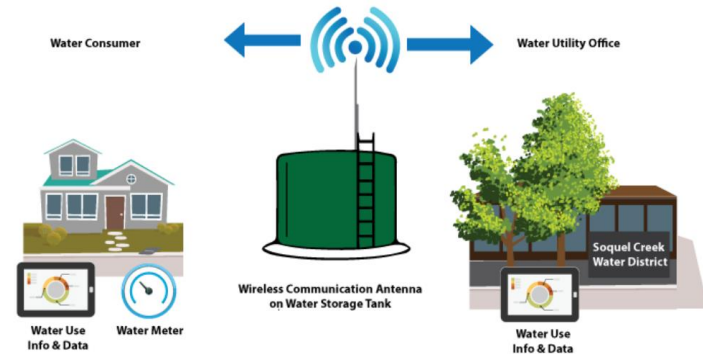 Water Consumer
Water Utility Office
Soquel Creek
Water District
Wireless Communication Antenna
on Water Storage Tank
Water Use
Info & Data
Water Meter
Water Use
Info & Data